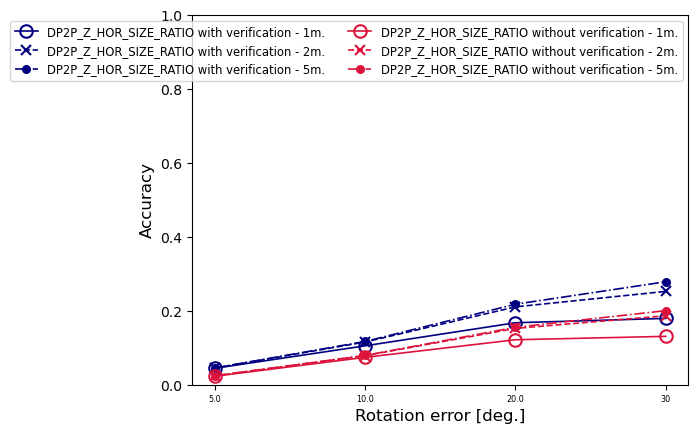 1.0
DP2P_Z_HOR_SIZE_RATIO with verification - 1m.
DP2P_Z_HOR_SIZE_RATIO with verification - 2m.
DP2P_Z_HOR_SIZE_RATIO with verification - 5m.
DP2P_Z_HOR_SIZE_RATIO without verification - 1m.
DP2P_Z_HOR_SIZE_RATIO without verification - 2m.
DP2P_Z_HOR_SIZE_RATIO without verification - 5m.
0.8
0.6
0.4
0.2
0.0
Accuracy
5.0 10.0 20.0 30
Rotation error [deg.]